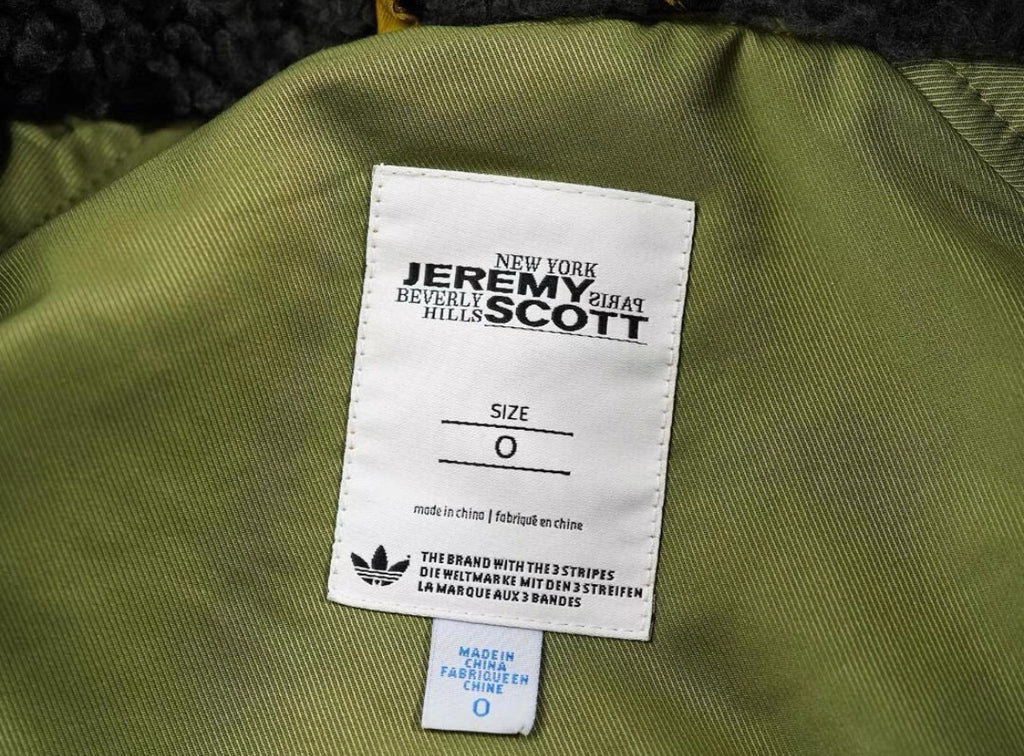 NEW YORK
JEREMY
PARIS
BEVERLY
HILLS
SCOTT
SIZE
O
made in china | fabriqué en chine
THE BRAND WITH THE 3 STRIPES
DIE WELTMARKE MIT DEN 3 STREIFEN
LA MARQUE AUX 3 BANDES
MADE IN
CHINA
FABRIQUE EN
CHINE
O